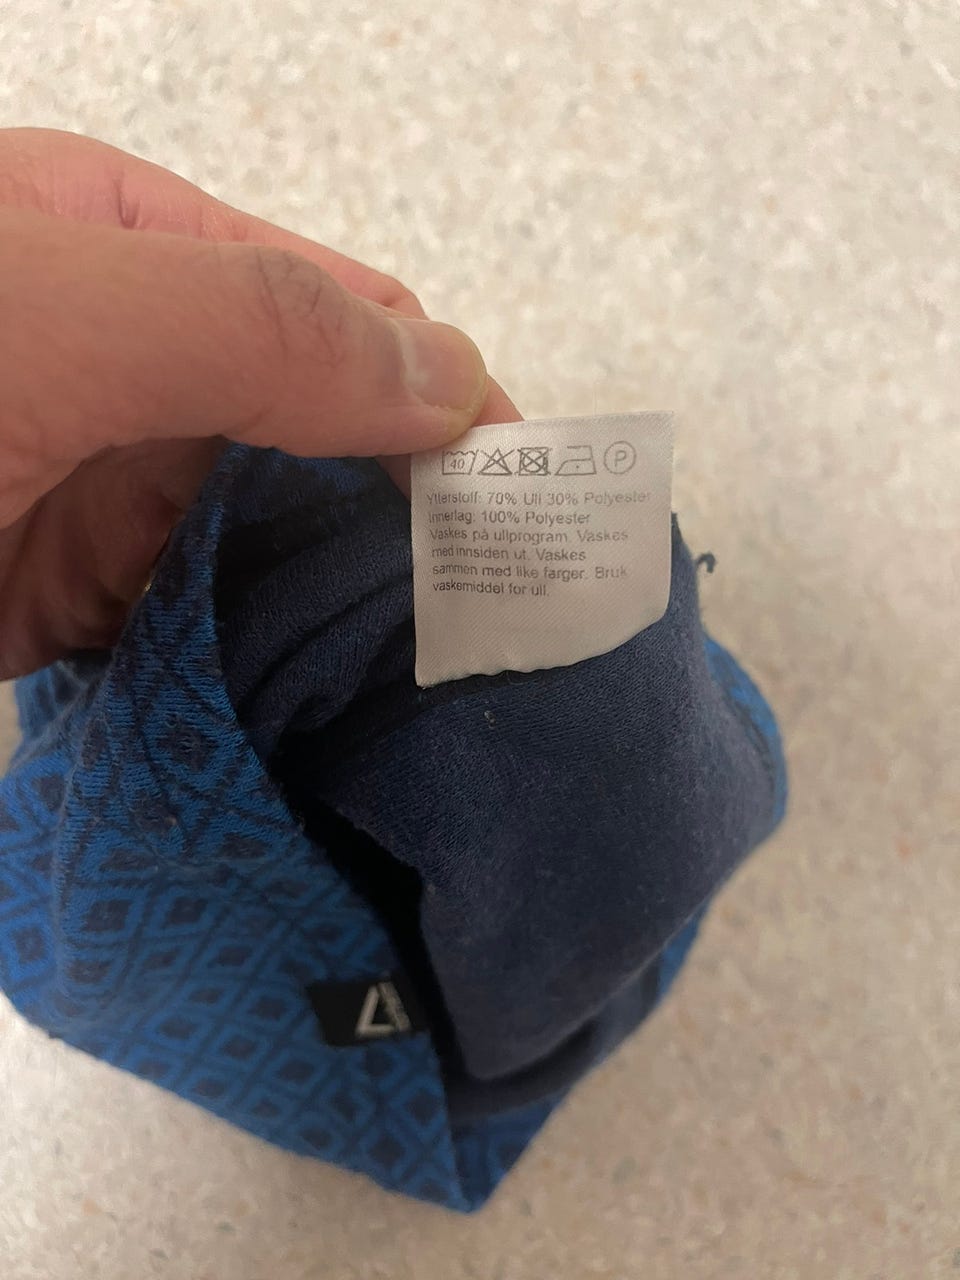 40 P
Ytterstoff: 70% Ull 30% Polyester
Innerlag: 100% Polyester
Vaskes på ullprogram. Vaskes
med innsiden ut. Vaskes
sammen med like farger. Bruk
vaskemiddel for ull.